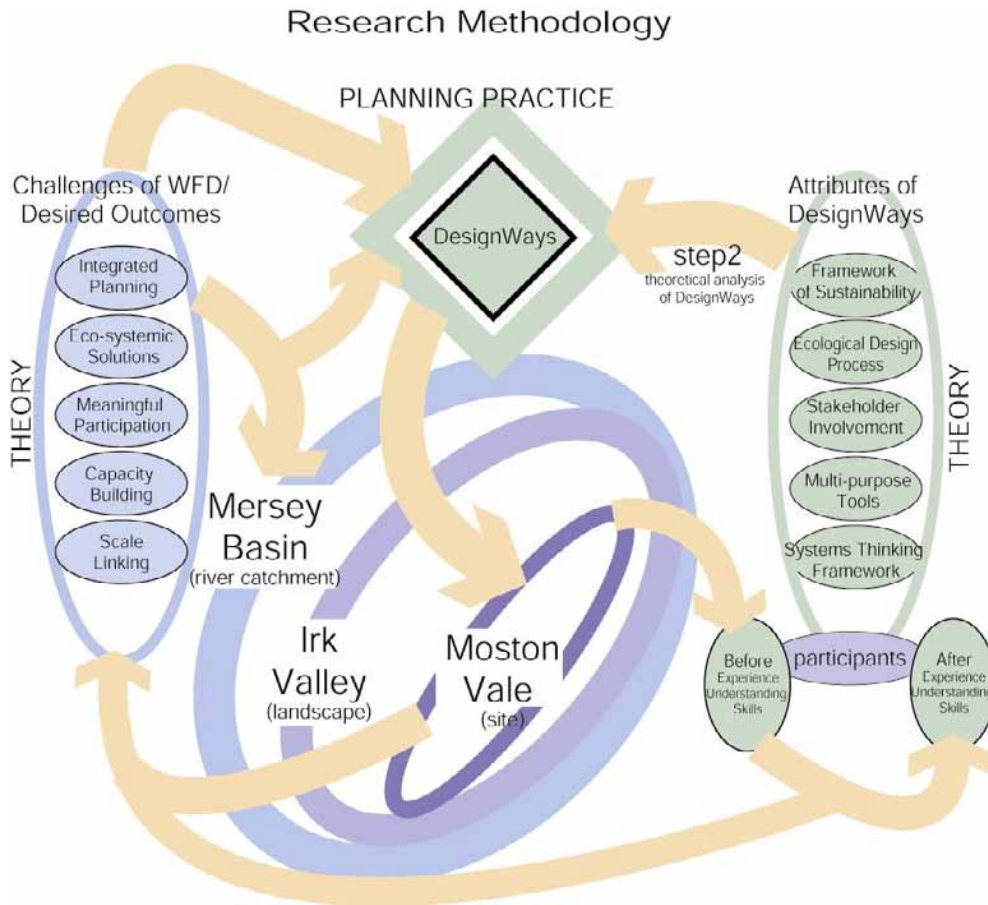 Research Methodology
PLANNING PRACTICE
DesignWays
Challenges of WFD/
Desired Outcomes
Integrated
Planning
Eco-systemic
Solutions
Meaningful
Participation
Capacity
Building
Scale
Linking
THEORY
step2
theoretical analysis
of DesignWays
Attributes of
DesignWays
Framework
of Sustainability
Ecological Design
Process
Stakeholder
Involvement
Multi-purpose
Tools
Systems Thinking
Framework
THEORY
Mersey
Basin
(river catchment)
Irk
Valley
(landscape)
Moston
Vale
(site)
Before
Experience
Understanding
Skills
participants
After
Experience
Understanding
Skills